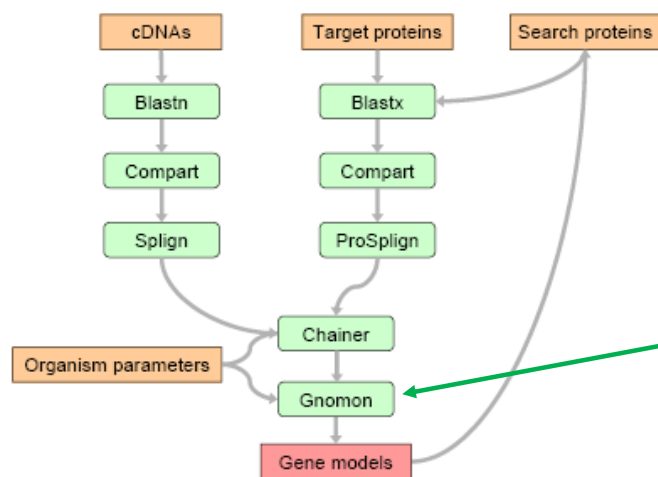 cDNAs
Target proteins
Search proteins
Blastn
Blastx
Compart
Compart
Splign
ProSplign
Chainer
Organism parameters
Gnomon
Gene models